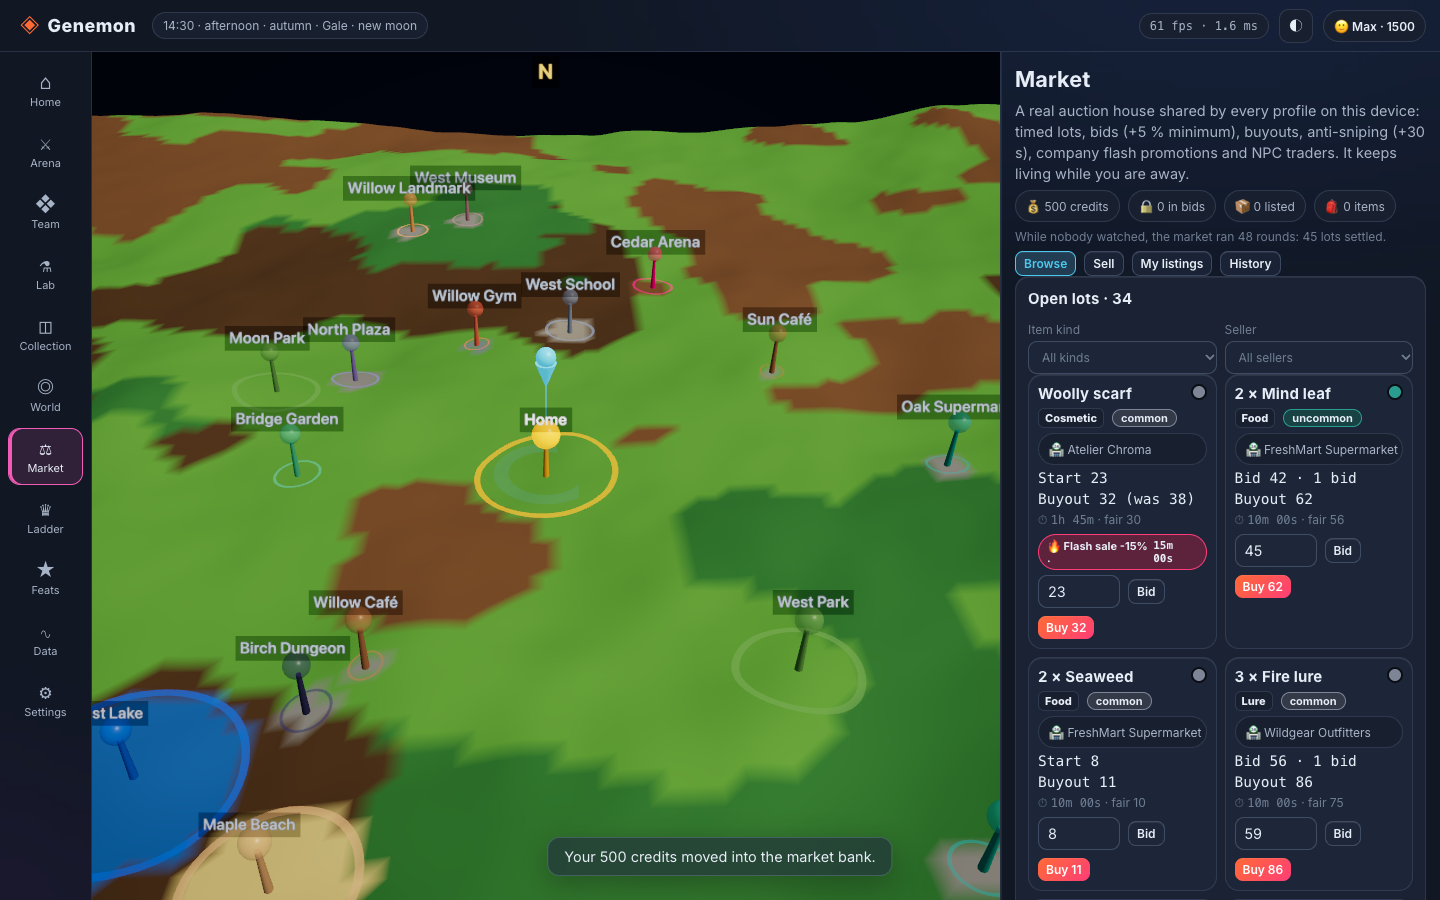 Genemon
14:30 · afternoon · autumn · Gale · new moon
61 fps · 1.6 ms
Max · 1500
Home
Arena
Team
Lab
Collection
World
Market
Ladder
Feats
Data
Settings
N
West Museum
Willow Landmark
Cedar Arena
West School
Willow Gym
Sun Café
North Plaza
Moon Park
Home
Bridge Garden
Oak Superma
Willow Café
West Park
Birch Dungeon
st Lake
Maple Beach
Your 500 credits moved into the market bank.
Market
A real auction house shared by every profile on this device:
timed lots, bids (+5 % minimum), buyouts, anti-sniping (+30
s), company flash promotions and NPC traders. It keeps
living while you are away.
500 credits
0 in bids
0 listed
0 items
While nobody watched, the market ran 48 rounds: 45 lots settled.
Browse
Sell
My listings
History
Open lots · 34
Item kind
All kinds
Seller
All sellers
Woolly scarf
Cosmetic
common
Atelier Chroma
Start 23
Buyout 32 (was 38)
1h 45m · fair 30
Flash sale -15% · 15m 00s
23
Bid
Buy 32
2 × Mind leaf
Food
uncommon
FreshMart Supermarket
Bid 42 · 1 bid
Buyout 62
10m 00s · fair 56
45
Bid
Buy 62
2 × Seaweed
Food
common
FreshMart Supermarket
Start 8
Buyout 11
10m 00s · fair 10
8
Bid
Buy 11
3 × Fire lure
Lure
common
Wildgear Outfitters
Bid 56 · 1 bid
Buyout 86
10m 00s · fair 75
59
Bid
Buy 86